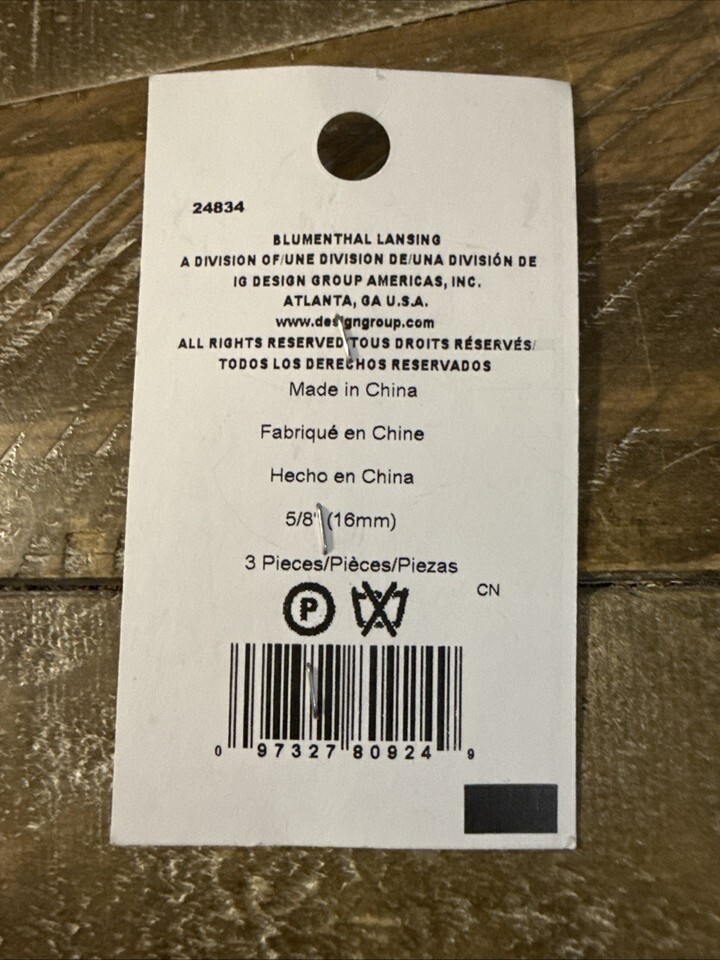 24834
BLUMENTHAL LANSING
A DIVISION OF/UNE DIVISION DE/UNA DIVISIÓN DE
IG DESIGN GROUP AMERICAS, INC.
ATLANTA, GA U.S.A.
www.designgroup.com
ALL RIGHTS RESERVED/TOUS DROITS RÉSERVÉS/
TODOS LOS DERECHOS RESERVADOS
Made in China
Fabriqué en Chine
Hecho en China
5/8" (16mm)
3 Pieces/Pièces/Piezas
P
CN
0 97327 80924 9